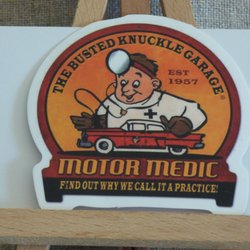 THE BUSTED KNUCKLE GARAGE®
EST
1957
MOTOR MEDIC
FIND OUT WHY WE CALL IT A PRACTICE!